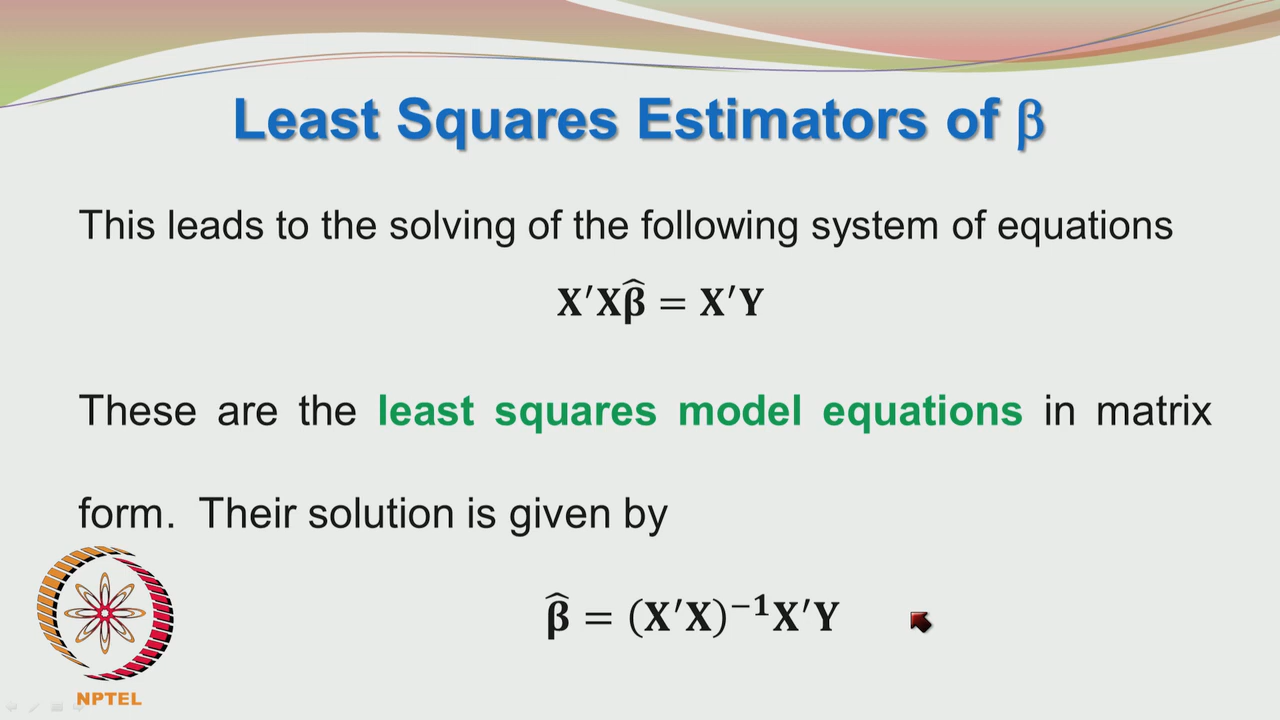 Least Squares Estimators of β
This leads to the solving of the following system of equations
X′Xβ̂ = X′Y
These are the least squares model equations in matrix
form. Their solution is given by
β̂ = (X′X)⁻¹X′Y
NPTEL